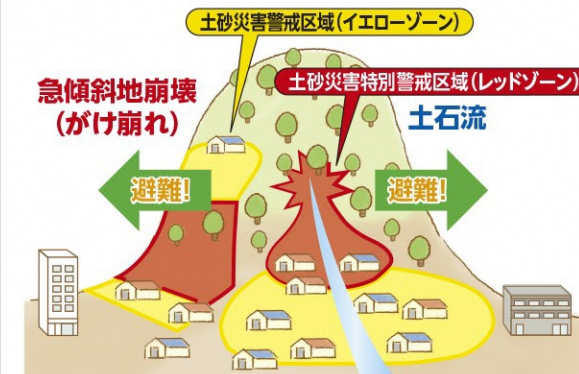 土砂災害警戒区域(イエローゾーン)
土砂災害特別警戒区域(レッドゾーン)
急傾斜地崩壊
(がけ崩れ)
土石流
避難!
避難!